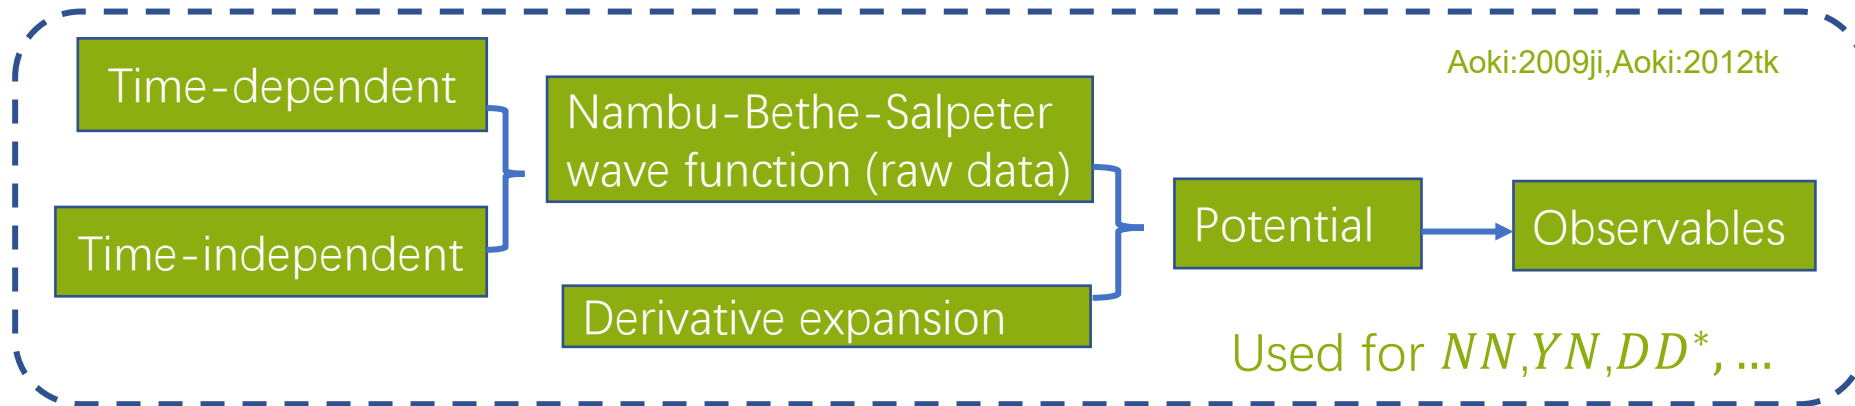 Time-dependent
Time-independent
Nambu-Bethe-Salpeter
wave function (raw data)
Derivative expansion
Potential
Observables
Aoki:2009ji,Aoki:2012tk
Used for NN,YN,DD*, ...